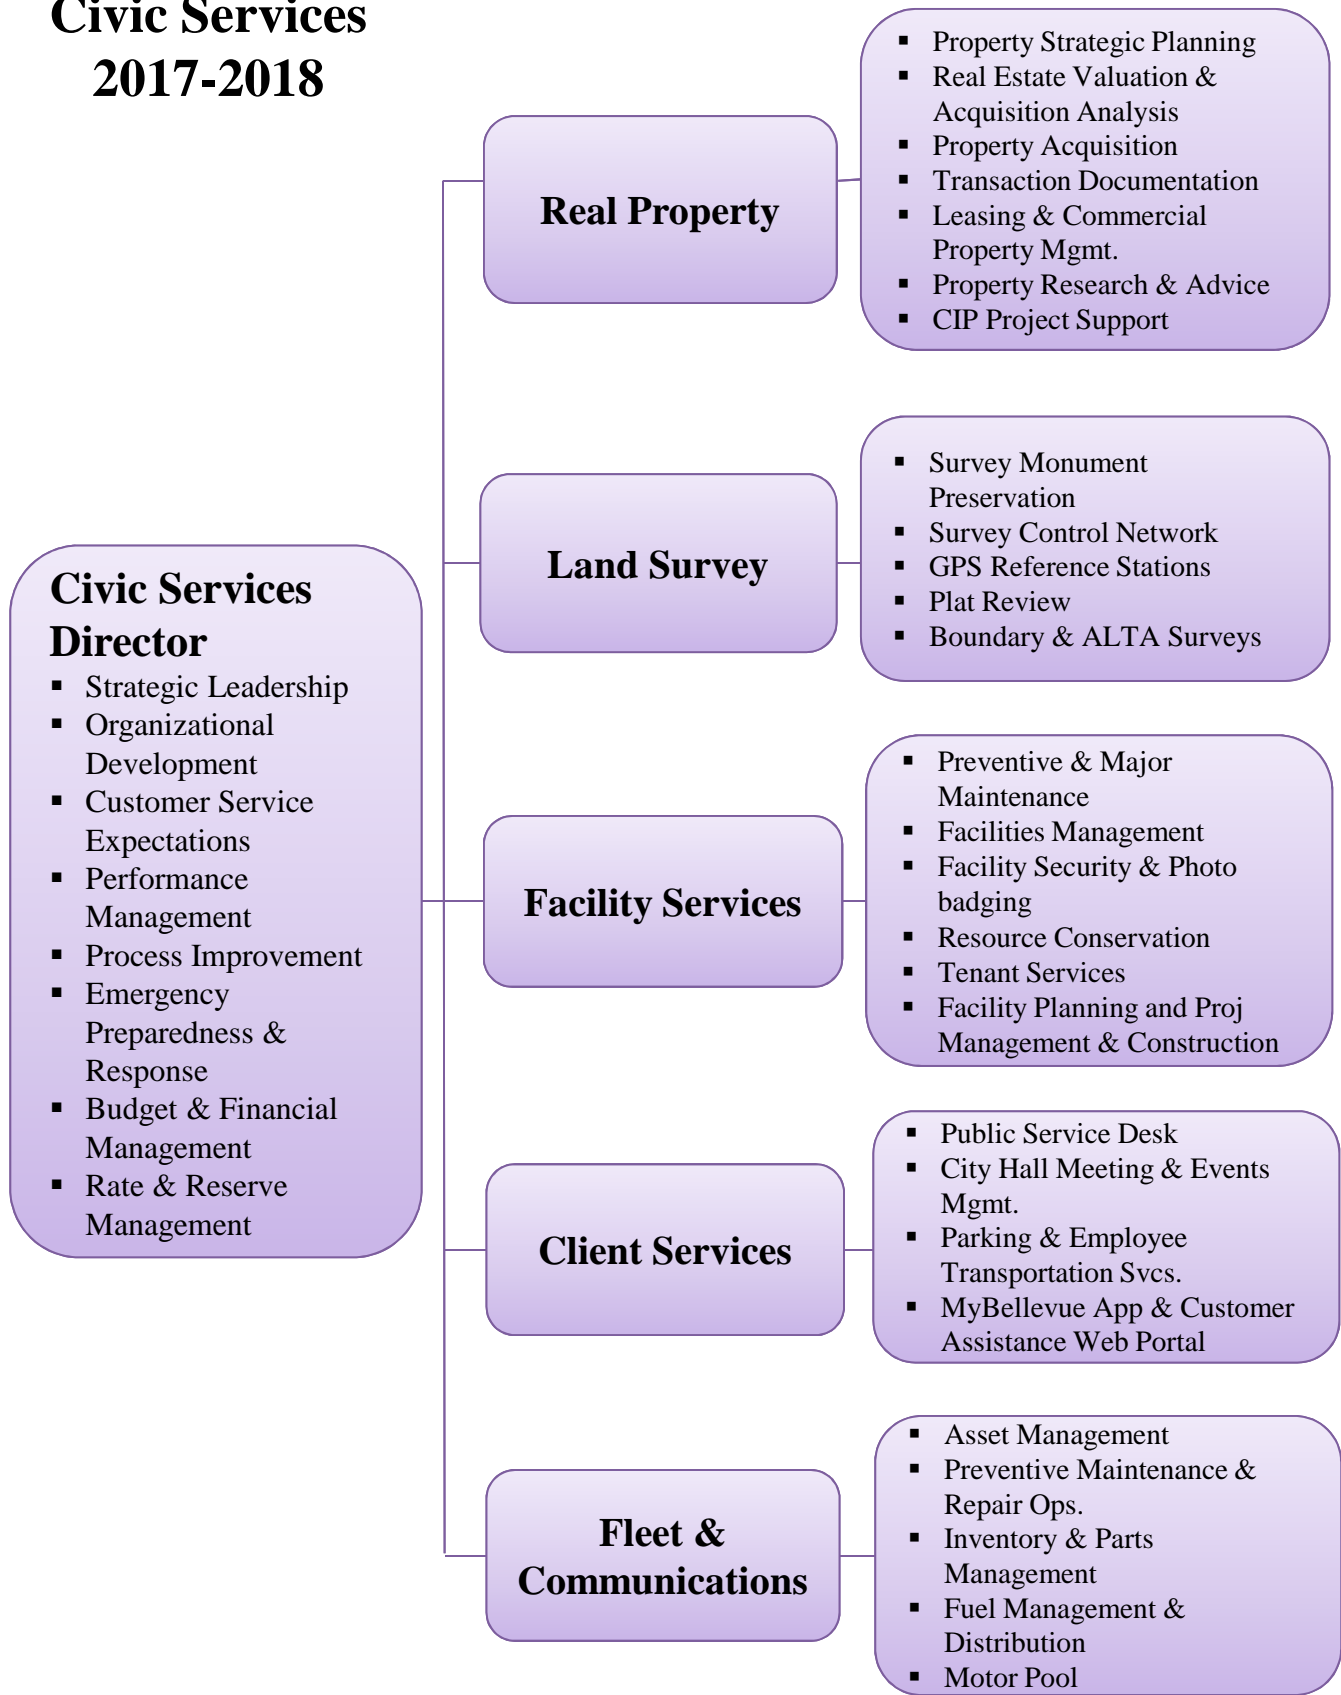 Civic Services
2017-2018
Civic Services
Director
▪ Strategic Leadership
▪ Organizational
Development
▪ Customer Service
Expectations
▪ Performance
Management
▪ Process Improvement
▪ Emergency
Preparedness &
Response
▪ Budget & Financial
Management
▪ Rate & Reserve
Management
Real Property
▪ Property Strategic Planning
▪ Real Estate Valuation &
Acquisition Analysis
▪ Property Acquisition
▪ Transaction Documentation
▪ Leasing & Commercial
Property Mgmt.
▪ Property Research & Advice
▪ CIP Project Support
Land Survey
▪ Survey Monument
Preservation
▪ Survey Control Network
▪ GPS Reference Stations
▪ Plat Review
▪ Boundary & ALTA Surveys
Facility Services
▪ Preventive & Major
Maintenance
▪ Facilities Management
▪ Facility Security & Photo
badging
▪ Resource Conservation
▪ Tenant Services
▪ Facility Planning and Proj
Management & Construction
Client Services
▪ Public Service Desk
▪ City Hall Meeting & Events
Mgmt.
▪ Parking & Employee
Transportation Svcs.
▪ MyBellevue App & Customer
Assistance Web Portal
Fleet &
Communications
▪ Asset Management
▪ Preventive Maintenance &
Repair Ops.
▪ Inventory & Parts
Management
▪ Fuel Management &
Distribution
▪ Motor Pool